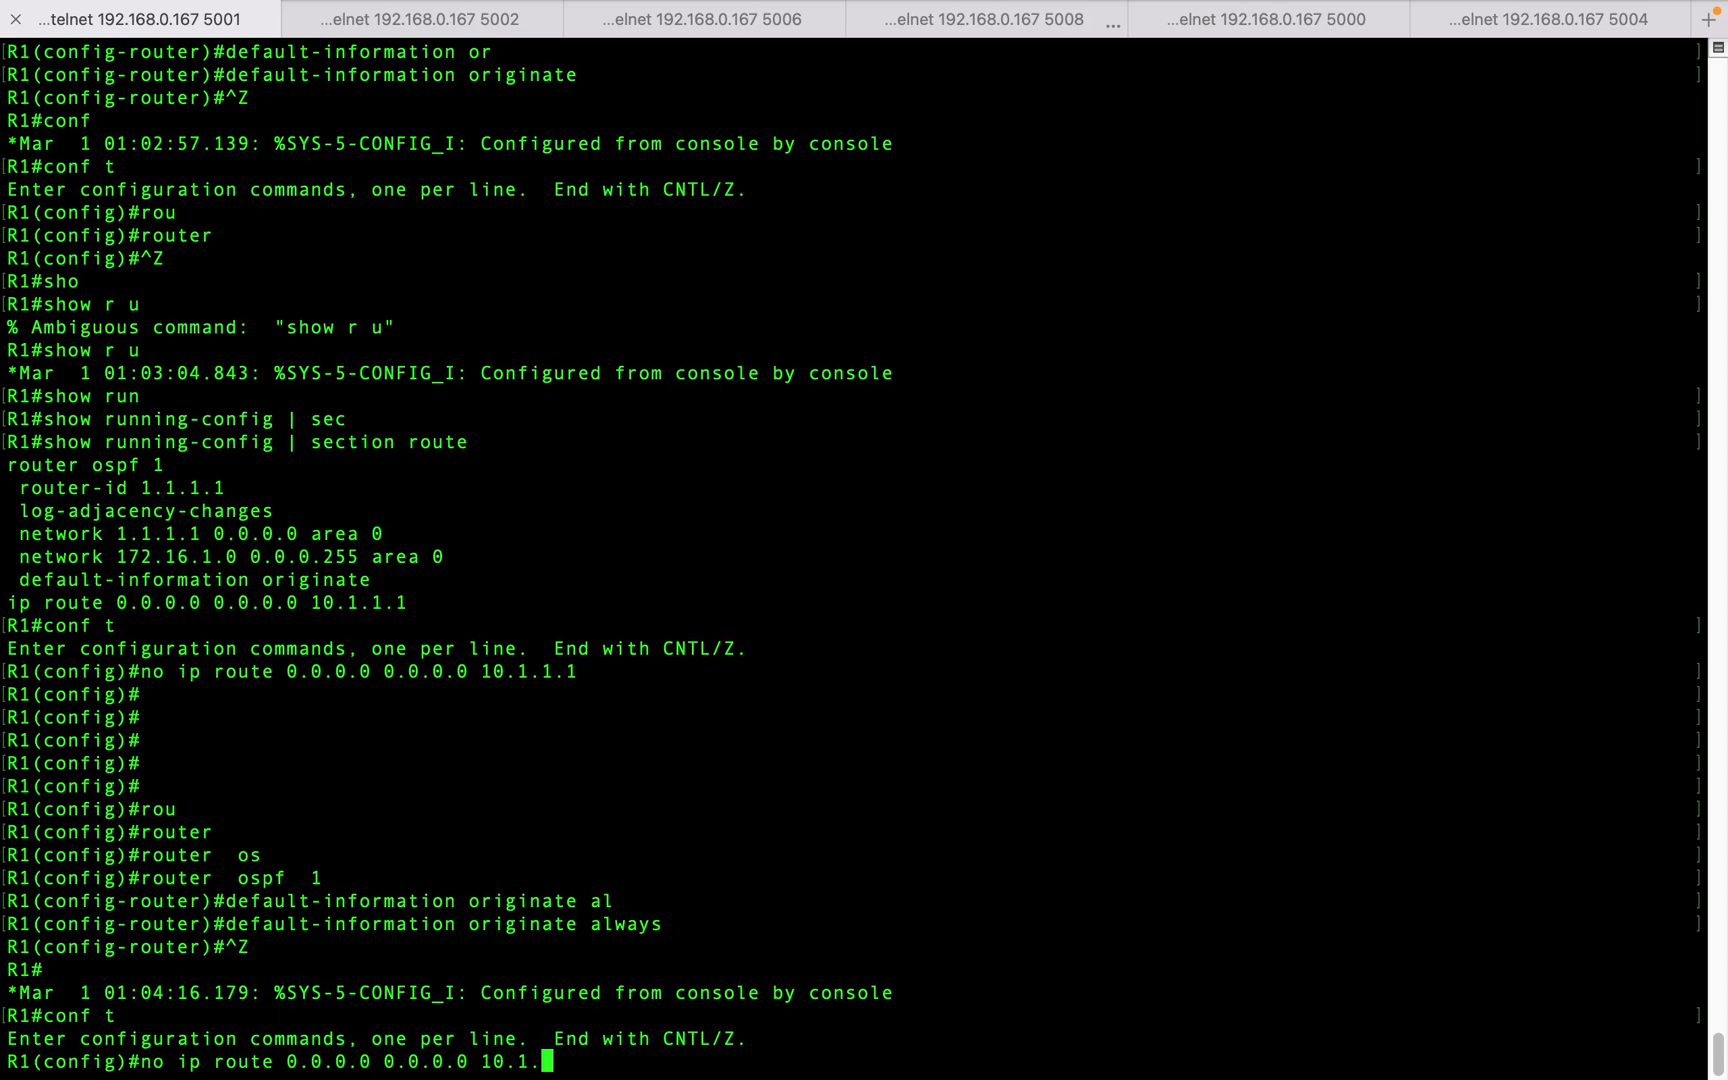 ...telnet 192.168.0.167 5001
...elnet 192.168.0.167 5002
...elnet 192.168.0.167 5006
...elnet 192.168.0.167 5008
...
...elnet 192.168.0.167 5000
...elnet 192.168.0.167 5004
[R1(config-router)#default-information or ]
[R1(config-router)#default-information originate ]
R1(config-router)#^Z
R1#conf
*Mar  1 01:02:57.139: %SYS-5-CONFIG_I: Configured from console by console
[R1#conf t ]
Enter configuration commands, one per line.  End with CNTL/Z.
[R1(config)#rou ]
[R1(config)#router ]
R1(config)#^Z
[R1#sho ]
[R1#show r u ]
% Ambiguous command:  "show r u"
R1#show r u
*Mar  1 01:03:04.843: %SYS-5-CONFIG_I: Configured from console by console
[R1#show run ]
[R1#show running-config | sec ]
[R1#show running-config | section route ]
router ospf 1
 router-id 1.1.1.1
 log-adjacency-changes
 network 1.1.1.1 0.0.0.0 area 0
 network 172.16.1.0 0.0.0.255 area 0
 default-information originate
ip route 0.0.0.0 0.0.0.0 10.1.1.1
[R1#conf t ]
Enter configuration commands, one per line.  End with CNTL/Z.
[R1(config)#no ip route 0.0.0.0 0.0.0.0 10.1.1.1 ]
[R1(config)# ]
[R1(config)# ]
[R1(config)# ]
[R1(config)# ]
[R1(config)# ]
[R1(config)#rou ]
[R1(config)#router ]
[R1(config)#router  os ]
[R1(config)#router  ospf  1 ]
[R1(config-router)#default-information originate al ]
[R1(config-router)#default-information originate always ]
R1(config-router)#^Z
R1#
*Mar  1 01:04:16.179: %SYS-5-CONFIG_I: Configured from console by console
[R1#conf t ]
Enter configuration commands, one per line.  End with CNTL/Z.
R1(config)#no ip route 0.0.0.0 0.0.0.0 10.1.